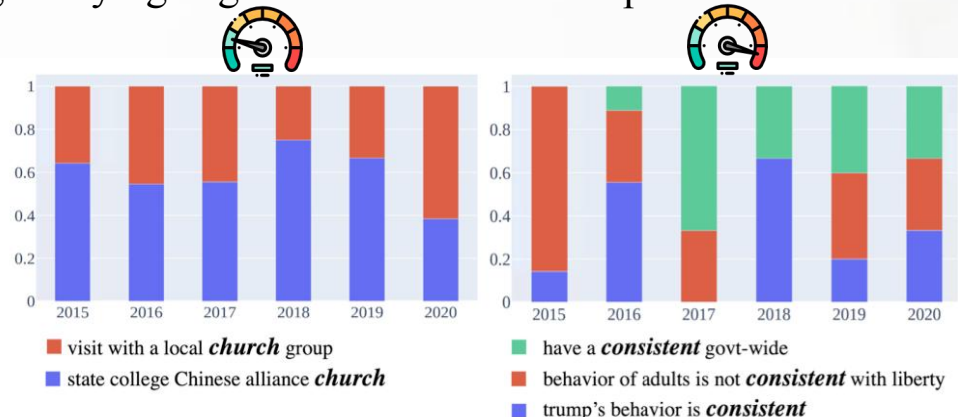 1
0.8
0.6
0.4
0.2
0
2015 2016 2017 2018 2019 2020
visit with a local church group
state college Chinese alliance church
1
0.8
0.6
0.4
0.2
0
2015 2016 2017 2018 2019 2020
have a consistent govt-wide
behavior of adults is not consistent with liberty
trump's behavior is consistent